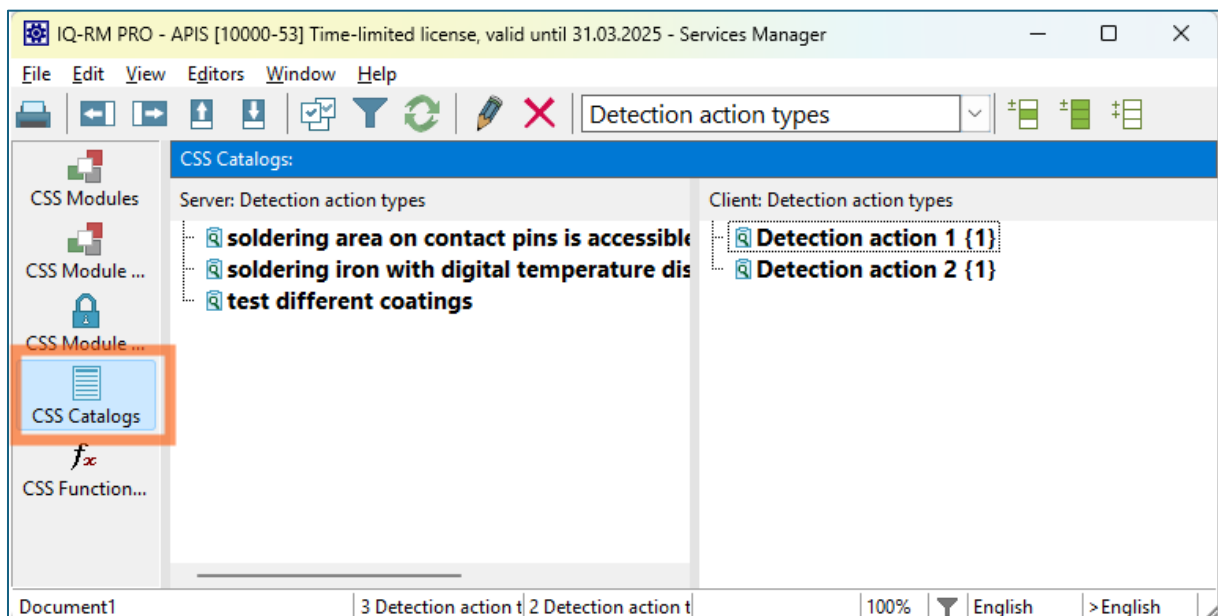 IQ-RM PRO - APIS [10000-53] Time-limited license, valid until 31.03.2025 - Services Manager
File Edit View Editors Window Help
Detection action types
CSS Modules
CSS Module ...
CSS Module ...
CSS Catalogs
CSS Function...
CSS Catalogs:
Server: Detection action types
soldering area on contact pins is accessible
soldering iron with digital temperature dis
test different coatings
Client: Detection action types
Detection action 1 {1}
Detection action 2 {1}
Document1 3 Detection action t 2 Detection action t 100% English >English